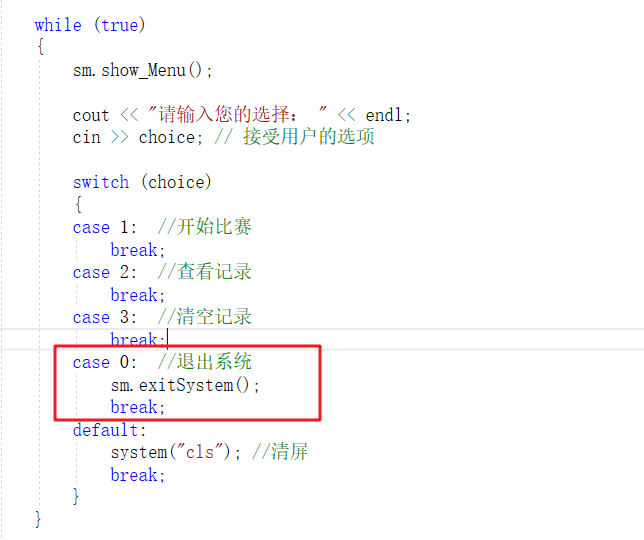 while (true)
{
sm.show_Menu();
cout << "请输入您的选择： " << endl;
cin >> choice; // 接受用户的选项
switch (choice)
{
case 1:  //开始比赛
break;
case 2:  //查看记录
break;
case 3:  //清空记录
break;
case 0:  //退出系统
sm.exitSystem();
break;
default:
system("cls"); //清屏
break;
}
}